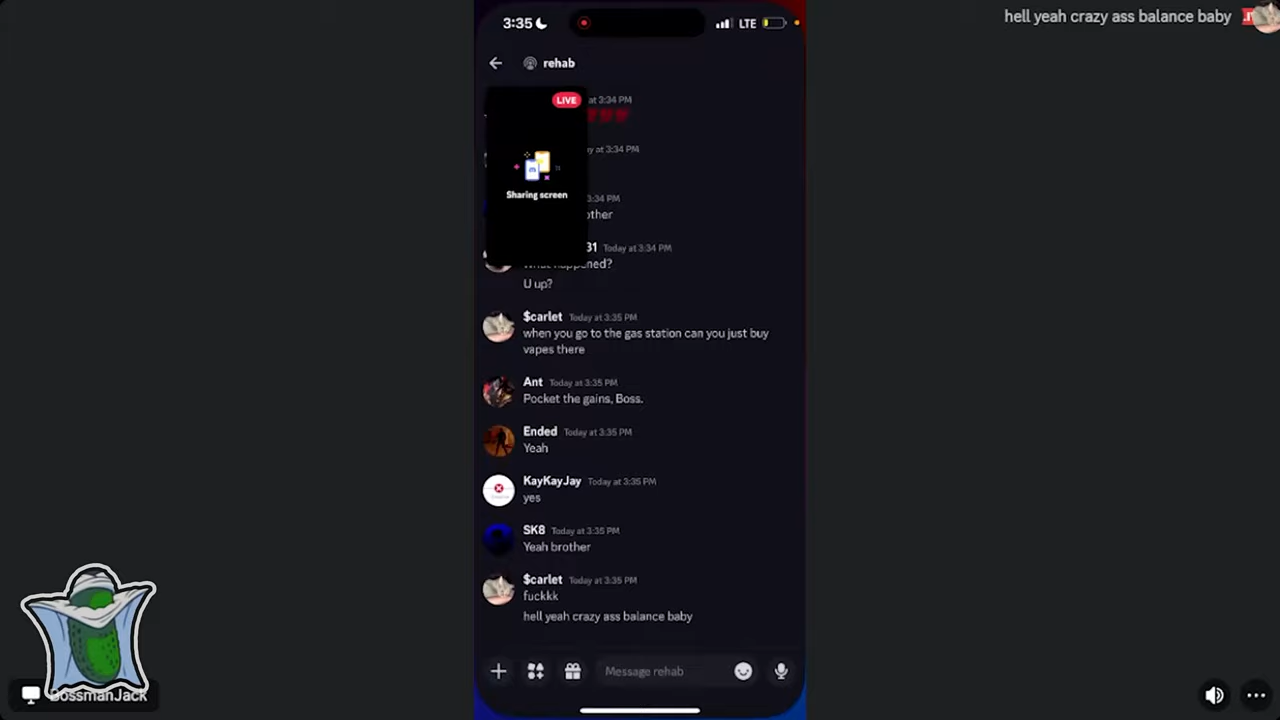 hell yeah crazy ass balance baby
3:35
LTE
rehab
LIVE
at 3:34 PM
at 3:34 PM
Sharing screen
3:34 PM
other
31 Today at 3:34 PM
What happened?
U up?
$carlet Today at 3:35 PM
when you go to the gas station can you just buy
vapes there
Ant Today at 3:35 PM
Pocket the gains, Boss.
Ended Today at 3:35 PM
Yeah
KayKayJay Today at 3:35 PM
yes
SK8 Today at 3:35 PM
Yeah brother
$carlet Today at 3:35 PM
fuckkk
hell yeah crazy ass balance baby
Message rehab
BossmanJack